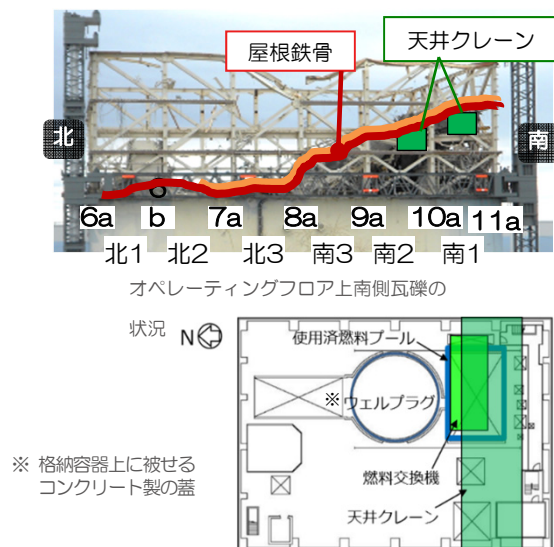 屋根鉄骨
天井クレーン
北
南
6a b 7a 8a 9a 10a 11a
北1 北2 北3 南3 南2 南1
オペレーティングフロア上南側瓦礫の
状況
N
使用済燃料プール
※ウェルプラグ
※ 格納容器上に被せる
コンクリート製の蓋
燃料交換機
天井クレーン